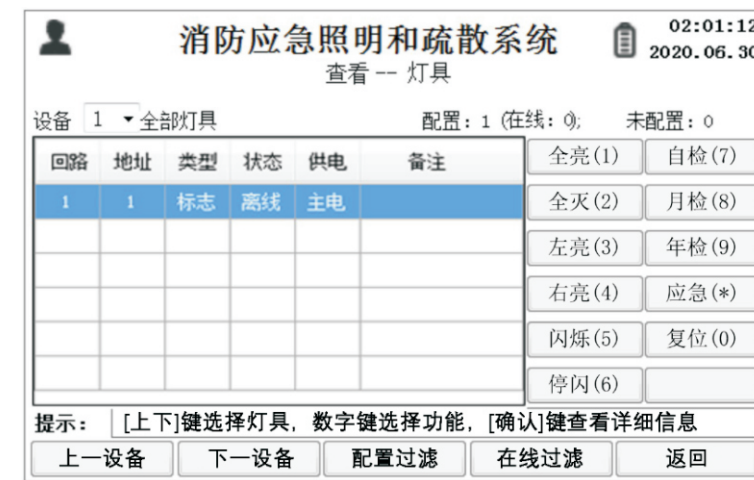 消防应急照明和疏散系统
02:01:12
查看 -- 灯具
2020.06.30
设备 1 全部灯具 配置: 1 (在线: 0); 未配置: 0
回路 地址 类型 状态 供电 备注 全亮(1) 自检(7)
1 1 标志 离线 主电 全灭(2) 月检(8)
左亮(3) 年检(9)
右亮(4) 应急(*)
闪烁(5) 复位(0)
停闪(6)
提示: [上下]键选择灯具, 数字键选择功能, [确认]键查看详细信息
上一设备 下一设备 配置过滤 在线过滤 返回